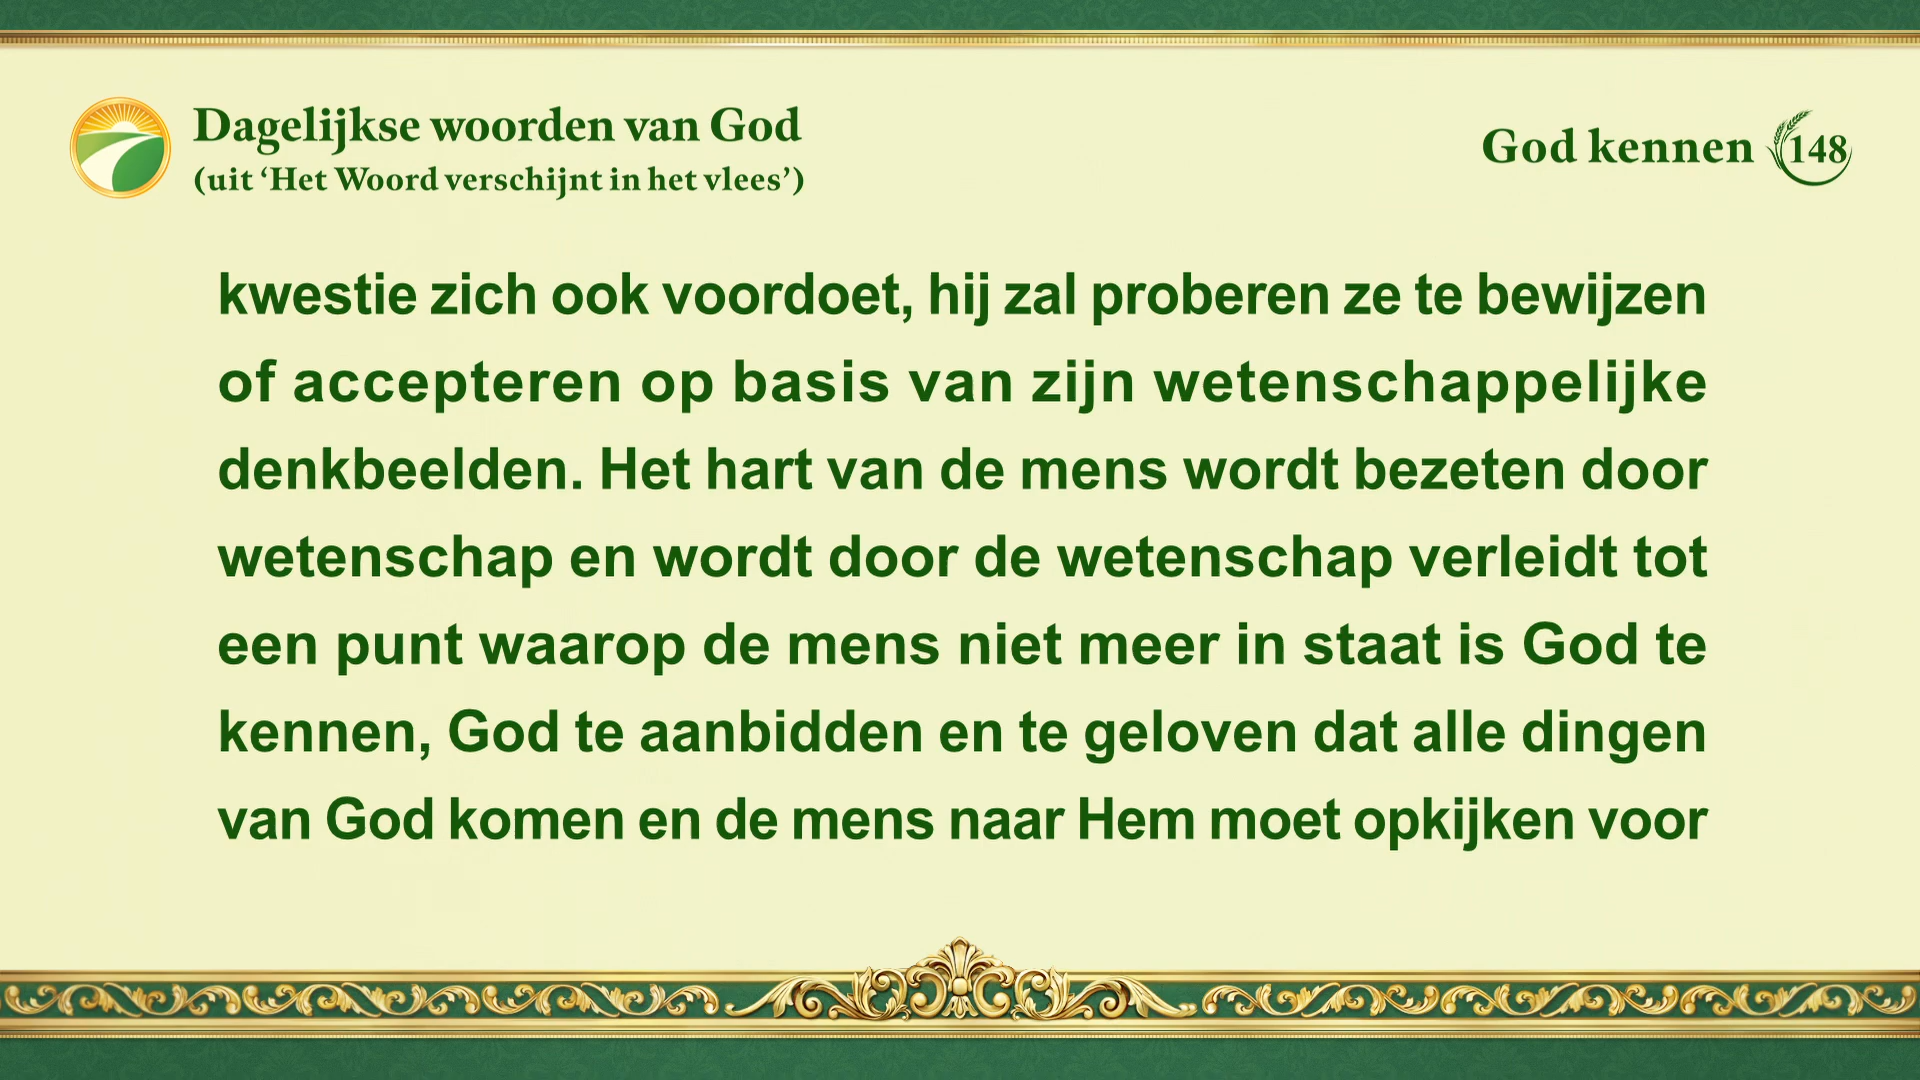 Dagelijkse woorden van God
(uit ‘Het Woord verschijnt in het vlees’)
God kennen 148
kwestie zich ook voordoet, hij zal proberen ze te bewijzen
of accepteren op basis van zijn wetenschappelijke
denkbeelden. Het hart van de mens wordt bezeten door
wetenschap en wordt door de wetenschap verleidt tot
een punt waarop de mens niet meer in staat is God te
kennen, God te aanbidden en te geloven dat alle dingen
van God komen en de mens naar Hem moet opkijken voor